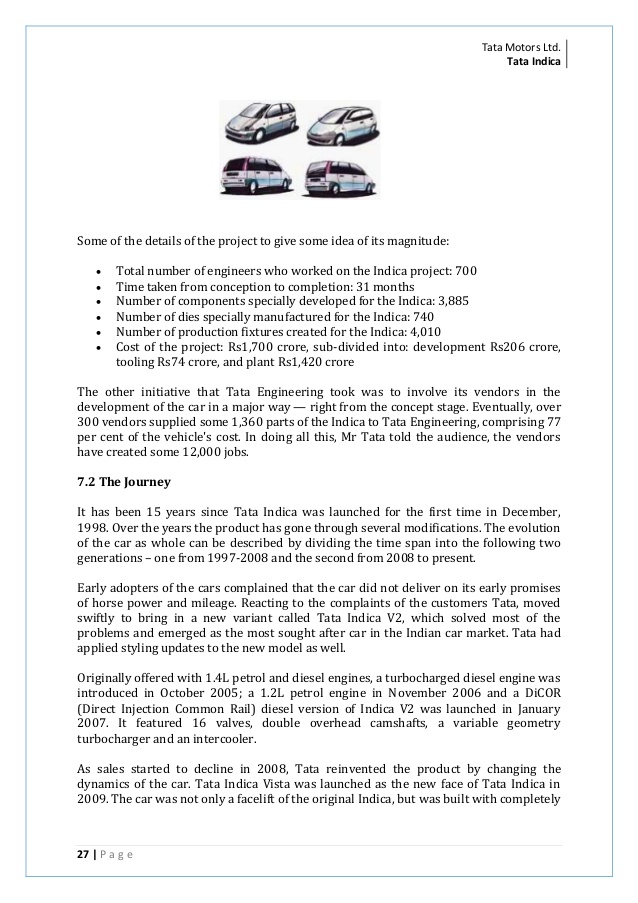 Tata Motors Ltd.
Tata Indica
Some of the details of the project to give some idea of its magnitude:
• Total number of engineers who worked on the Indica project: 700
• Time taken from conception to completion: 31 months
• Number of components specially developed for the Indica: 3,885
• Number of dies specially manufactured for the Indica: 740
• Number of production fixtures created for the Indica: 4,010
• Cost of the project: Rs1,700 crore, sub-divided into: development Rs206 crore,
tooling Rs74 crore, and plant Rs1,420 crore
The other initiative that Tata Engineering took was to involve its vendors in the
development of the car in a major way — right from the concept stage. Eventually, over
300 vendors supplied some 1,360 parts of the Indica to Tata Engineering, comprising 77
per cent of the vehicle's cost. In doing all this, Mr Tata told the audience, the vendors
have created some 12,000 jobs.
7.2 The Journey
It has been 15 years since Tata Indica was launched for the first time in December,
1998. Over the years the product has gone through several modifications. The evolution
of the car as whole can be described by dividing the time span into the following two
generations – one from 1997-2008 and the second from 2008 to present.
Early adopters of the cars complained that the car did not deliver on its early promises
of horse power and mileage. Reacting to the complaints of the customers Tata, moved
swiftly to bring in a new variant called Tata Indica V2, which solved most of the
problems and emerged as the most sought after car in the Indian car market. Tata had
applied styling updates to the new model as well.
Originally offered with 1.4L petrol and diesel engines, a turbocharged diesel engine was
introduced in October 2005; a 1.2L petrol engine in November 2006 and a DiCOR
(Direct Injection Common Rail) diesel version of Indica V2 was launched in January
2007. It featured 16 valves, double overhead camshafts, a variable geometry
turbocharger and an intercooler.
As sales started to decline in 2008, Tata reinvented the product by changing the
dynamics of the car. Tata Indica Vista was launched as the new face of Tata Indica in
2009. The car was not only a facelift of the original Indica, but was built with completely
27 | Page